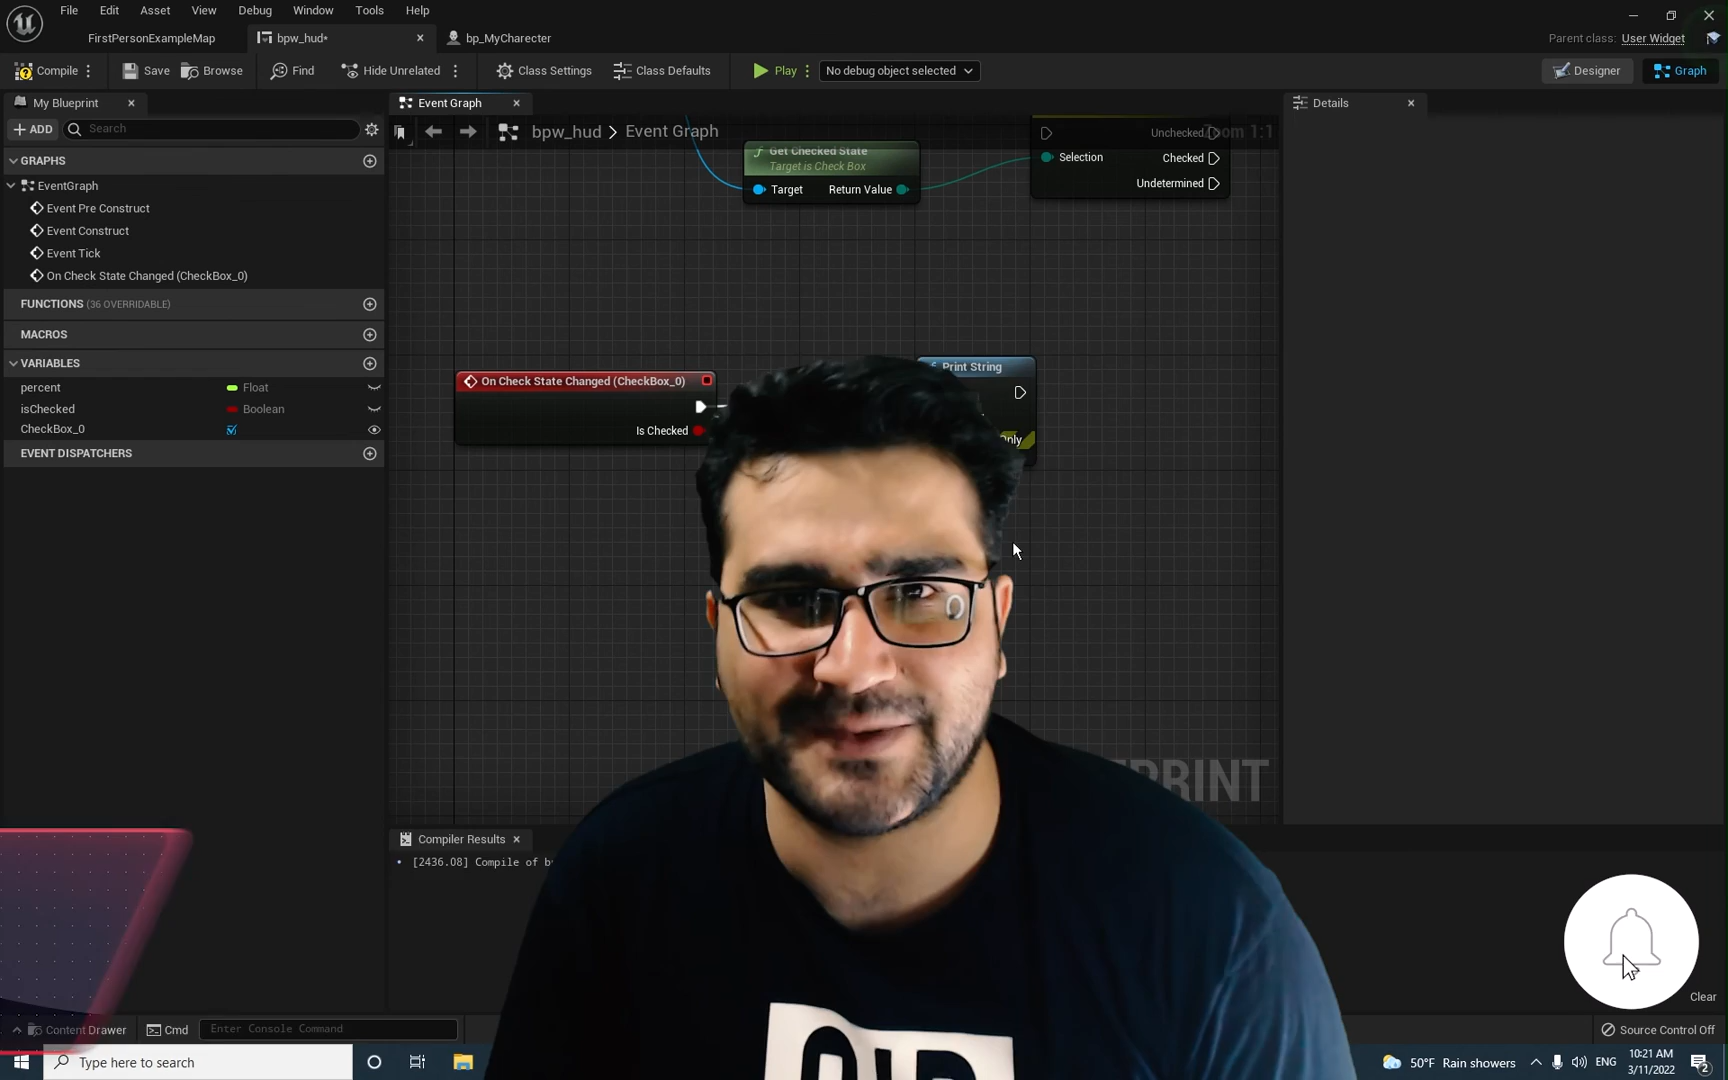 File Edit Asset View Debug Window Tools Help
FirstPersonExampleMap bpw_hud* bp_MyCharecter
Parent class: User Widget
Compile Save Browse Find Hide Unrelated Class Settings Class Defaults Play No debug object selected Designer Graph
My Blueprint
Event Graph
Details
ADD Search
bpw_hud > Event Graph
Zoom 1:1
GRAPHS
EventGraph
Event Pre Construct
Event Construct
Event Tick
On Check State Changed (CheckBox_0)
FUNCTIONS (36 OVERRIDABLE)
MACROS
VARIABLES
percent Float
isChecked Boolean
CheckBox_0
EVENT DISPATCHERS
Get Checked State
Target is Check Box
Target Return Value
Unchecked
Selection Checked
Undetermined
On Check State Changed (CheckBox_0)
Is Checked
Print String
Only
Compiler Results
[2436.08] Compile of
Clear
Content Drawer Cmd Enter Console Command
Source Control Off
Type here to search
50°F Rain showers ENG
10:21 AM
3/11/2022
2